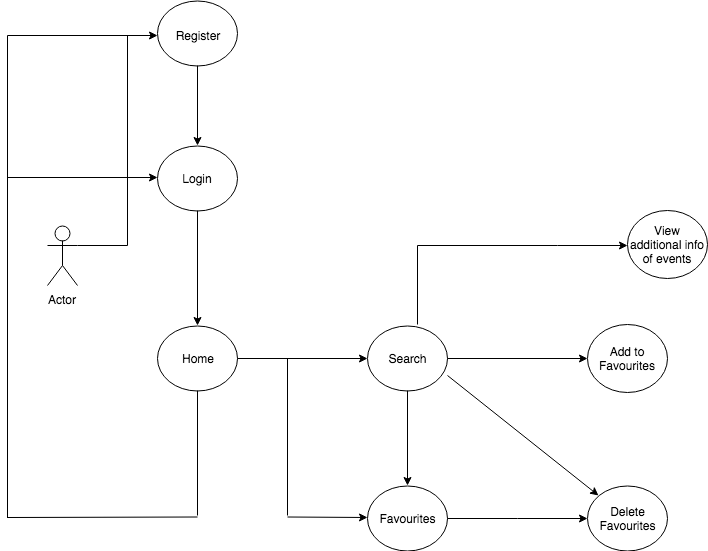 Register
Login
Actor
View
additional info
of events
Home
Search
Add to
Favourites
Favourites
Delete
Favourites